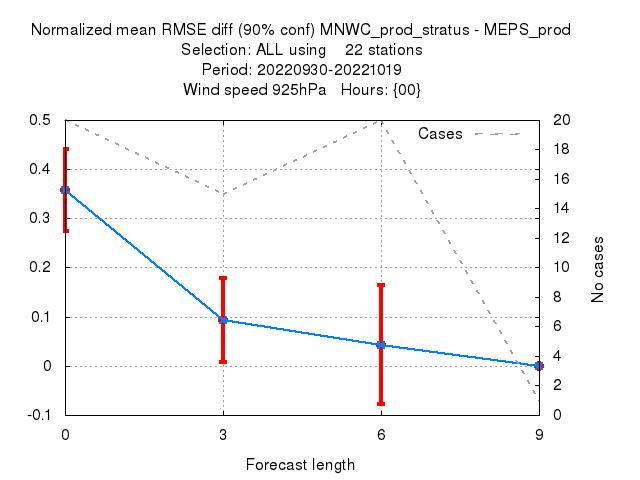 Normalized mean RMSE diff (90% conf) MNWC_prod_stratus - MEPS_prod
Selection: ALL using 22 stations
Period: 20220930-20221019
Wind speed 925hPa Hours: {00}
Cases
0.5
0.4
0.3
0.2
0.1
0
-0.1
20
18
16
14
12
10
8
6
4
2
0
No cases
0 3 6 9
Forecast length